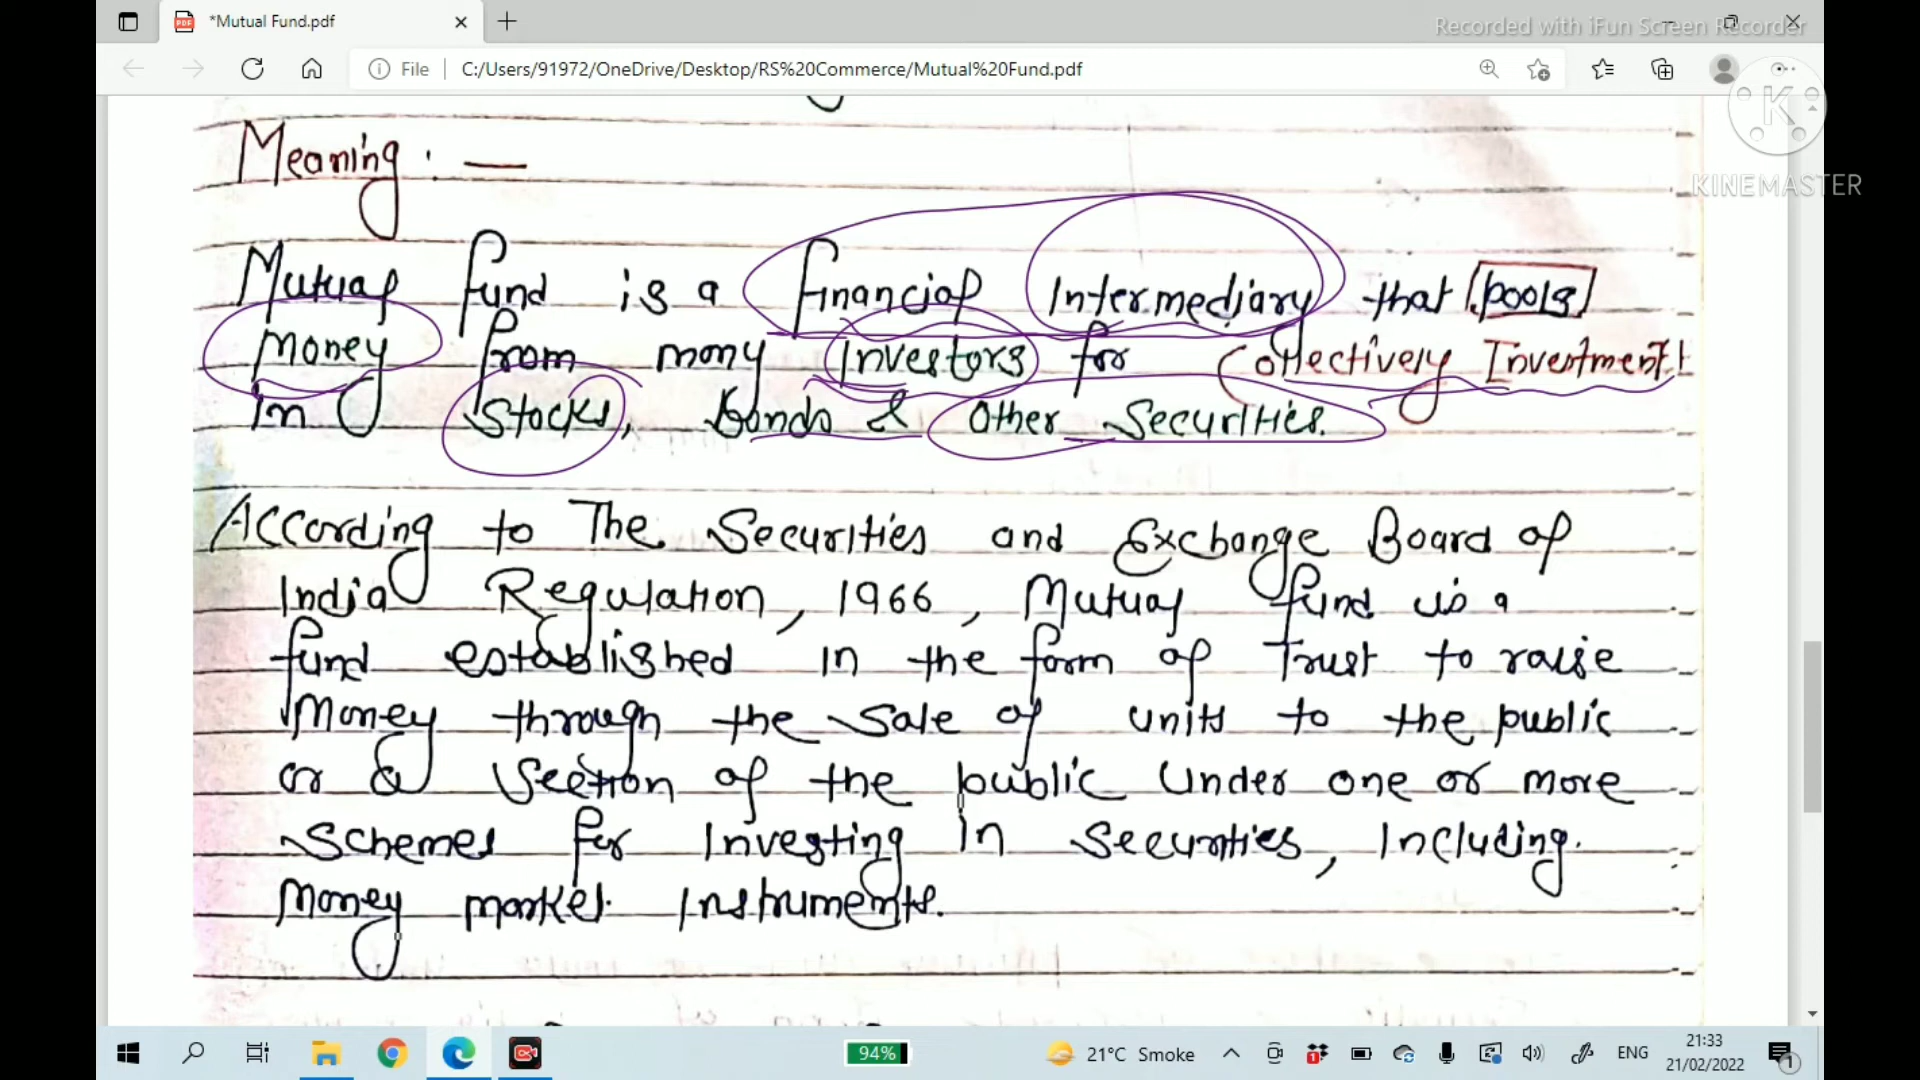 *Mutual Fund.pdf
Recorded with iFun Screen Recorder
File
C:/Users/91972/OneDrive/Desktop/RS%20Commerce/Mutual%20Fund.pdf
KINEMASTER
Meaning : —
Mutual fund is a financial Intermediary that pools
Money from many Investors for Collectively Investment
In Stocks, bonds & Other Securities.
According to The Securities and Exchange Board of
India Regulation, 1966, Mutual fund is a
fund established in the form of Trust to raise
Money through the Sale of units to the public
or a Section of the public Under one or more
Schemes for Investing In Securities, Including
Money market Instruments.
94%
21°C Smoke
ENG
21:33
21/02/2022